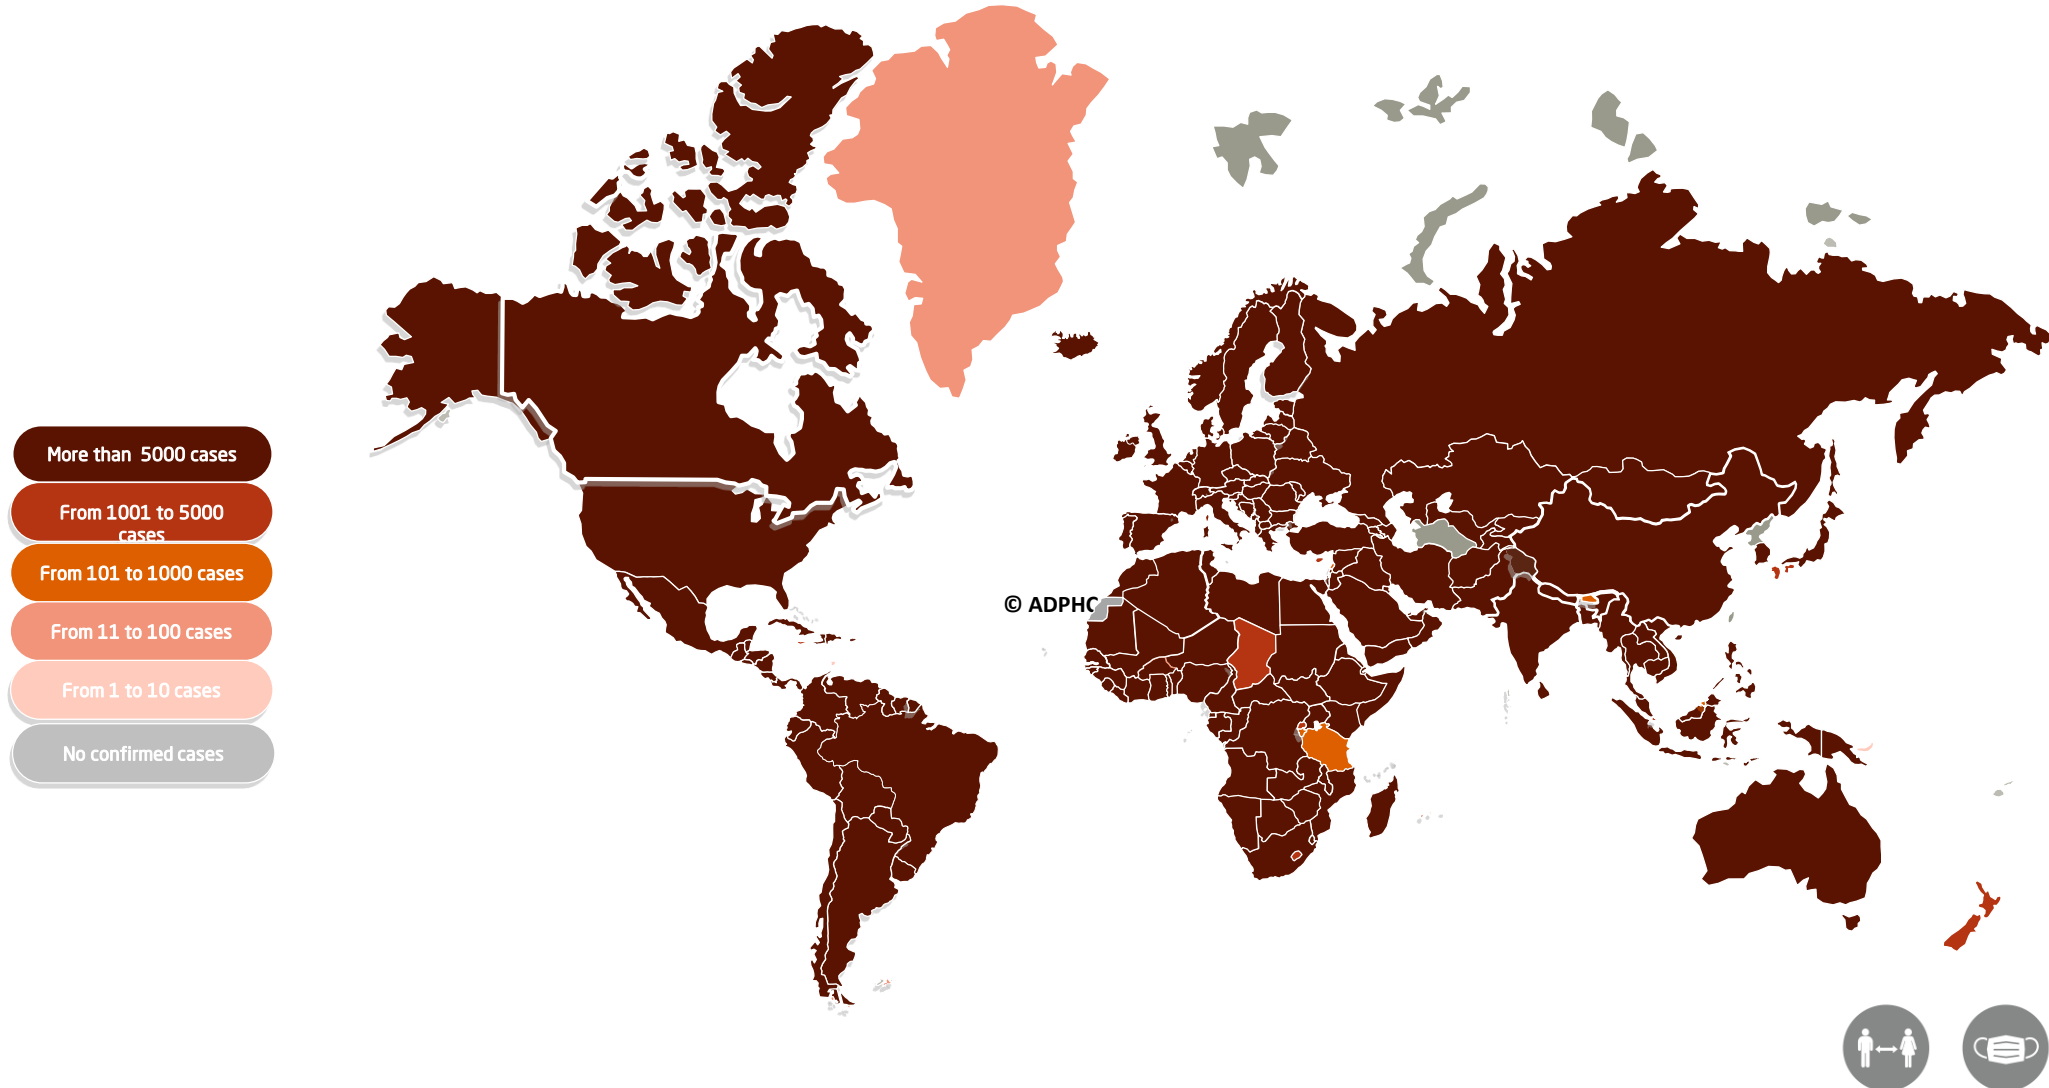 More than  5000 cases
From 1001 to 5000
cases
From 101 to 1000 cases
From 11 to 100 cases
From 1 to 10 cases
No confirmed cases
© ADPHC